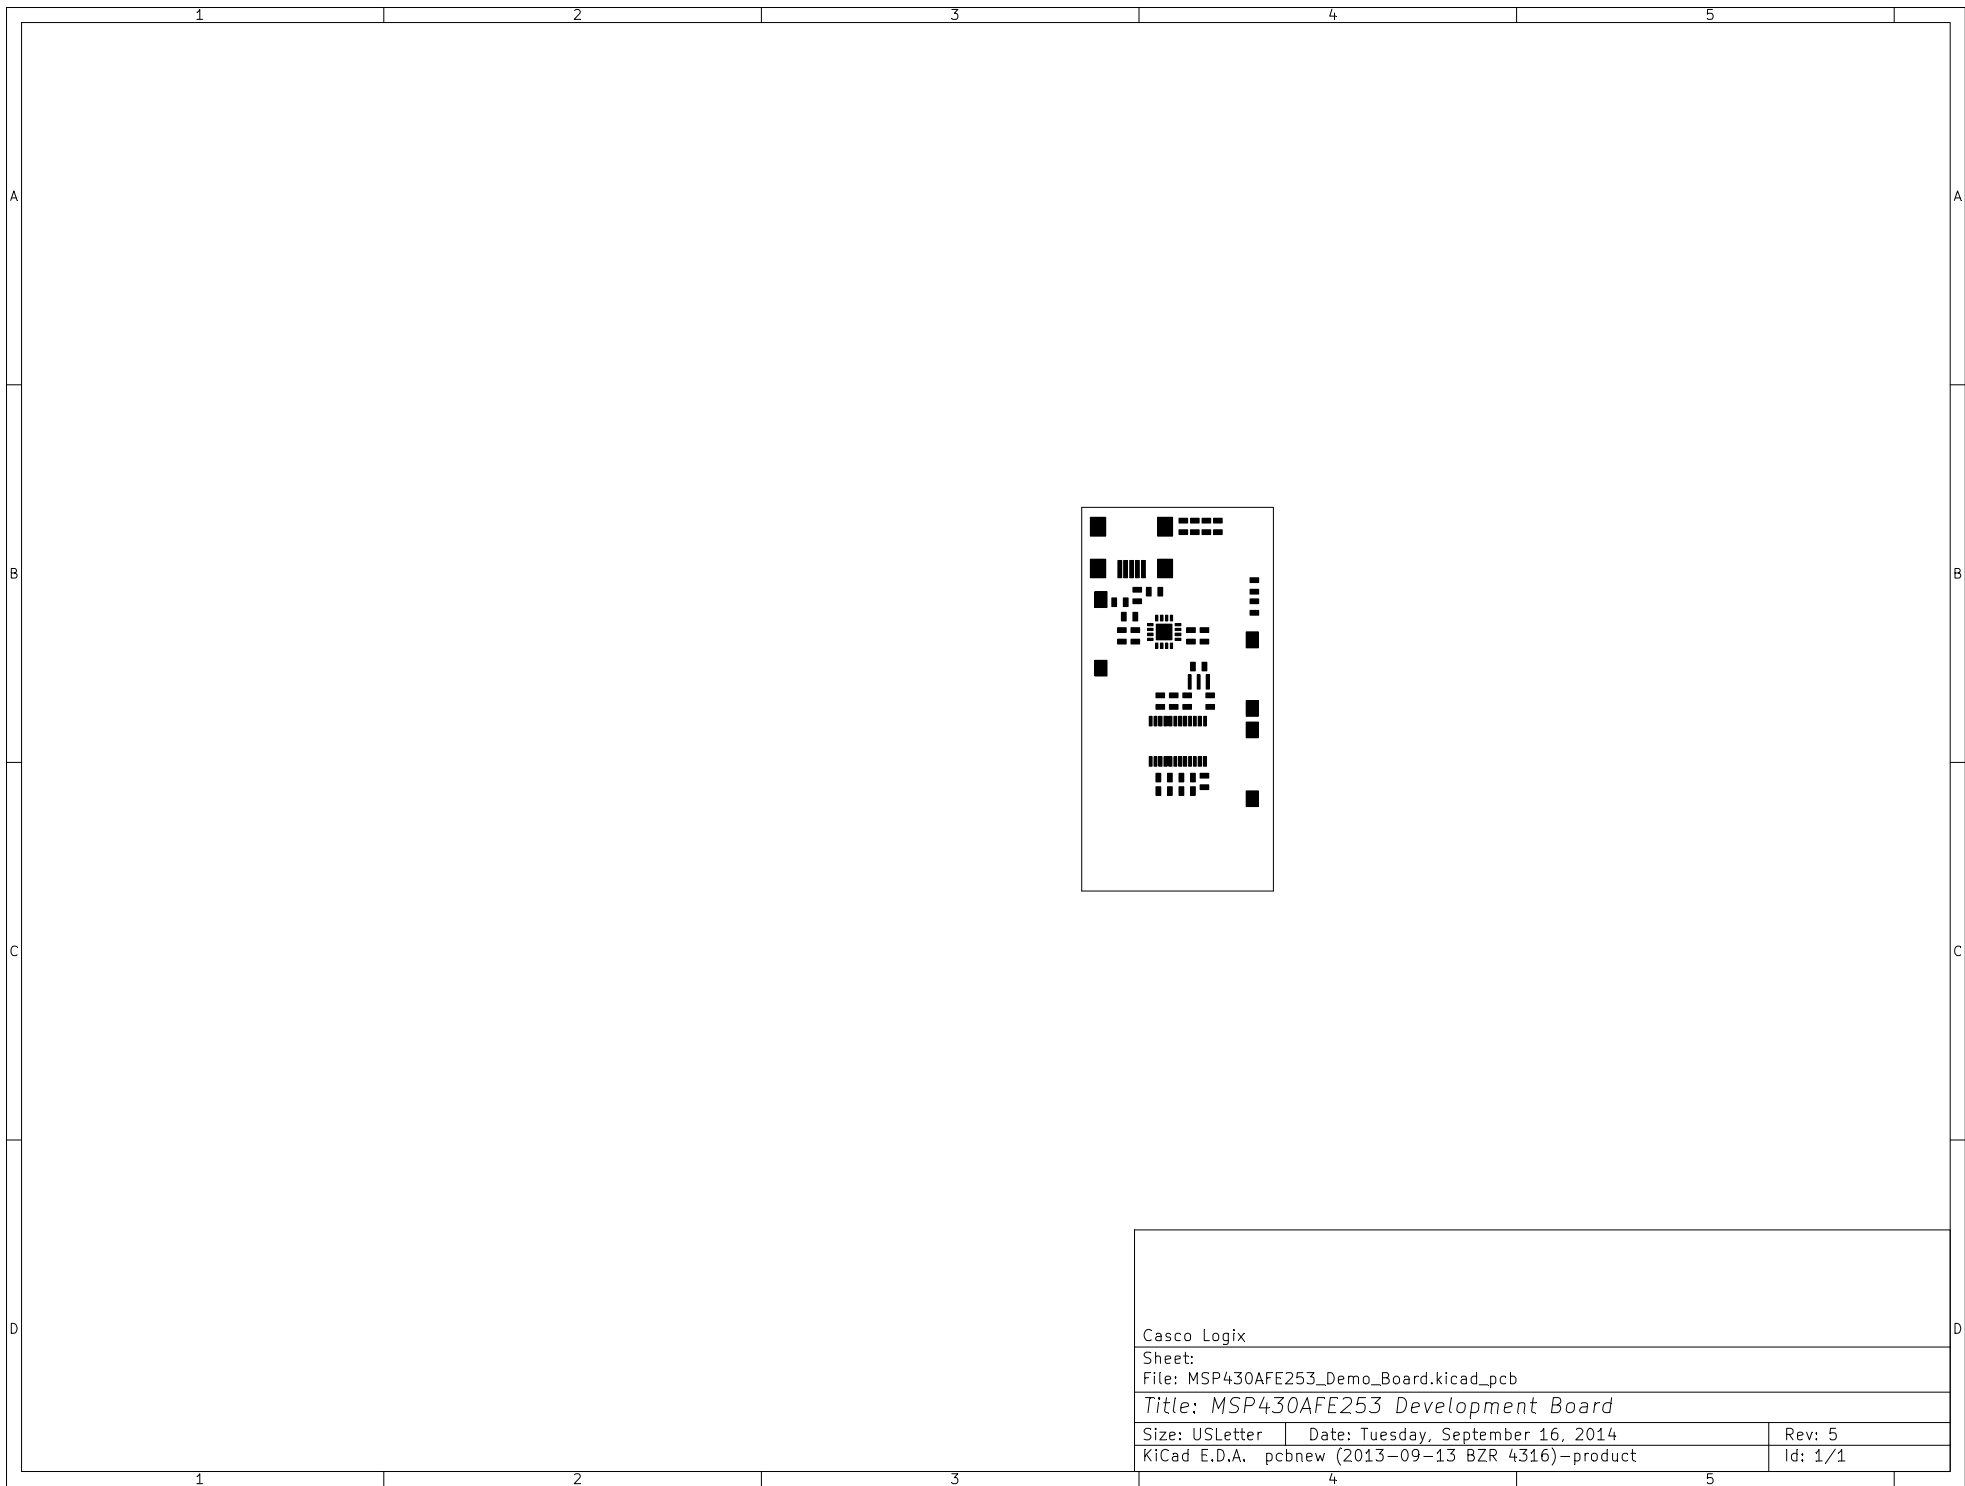 1 2 3 4 5
A A
B B
C C
D D
Casco Logix
Sheet:
File: MSP430AFE253_Demo_Board.kicad_pcb
Title: MSP430AFE253 Development Board
Size: USLetter Date: Tuesday, September 16, 2014 Rev: 5
KiCad E.D.A. pcbnew (2013-09-13 BZR 4316)-product Id: 1/1
1 2 3 4 5